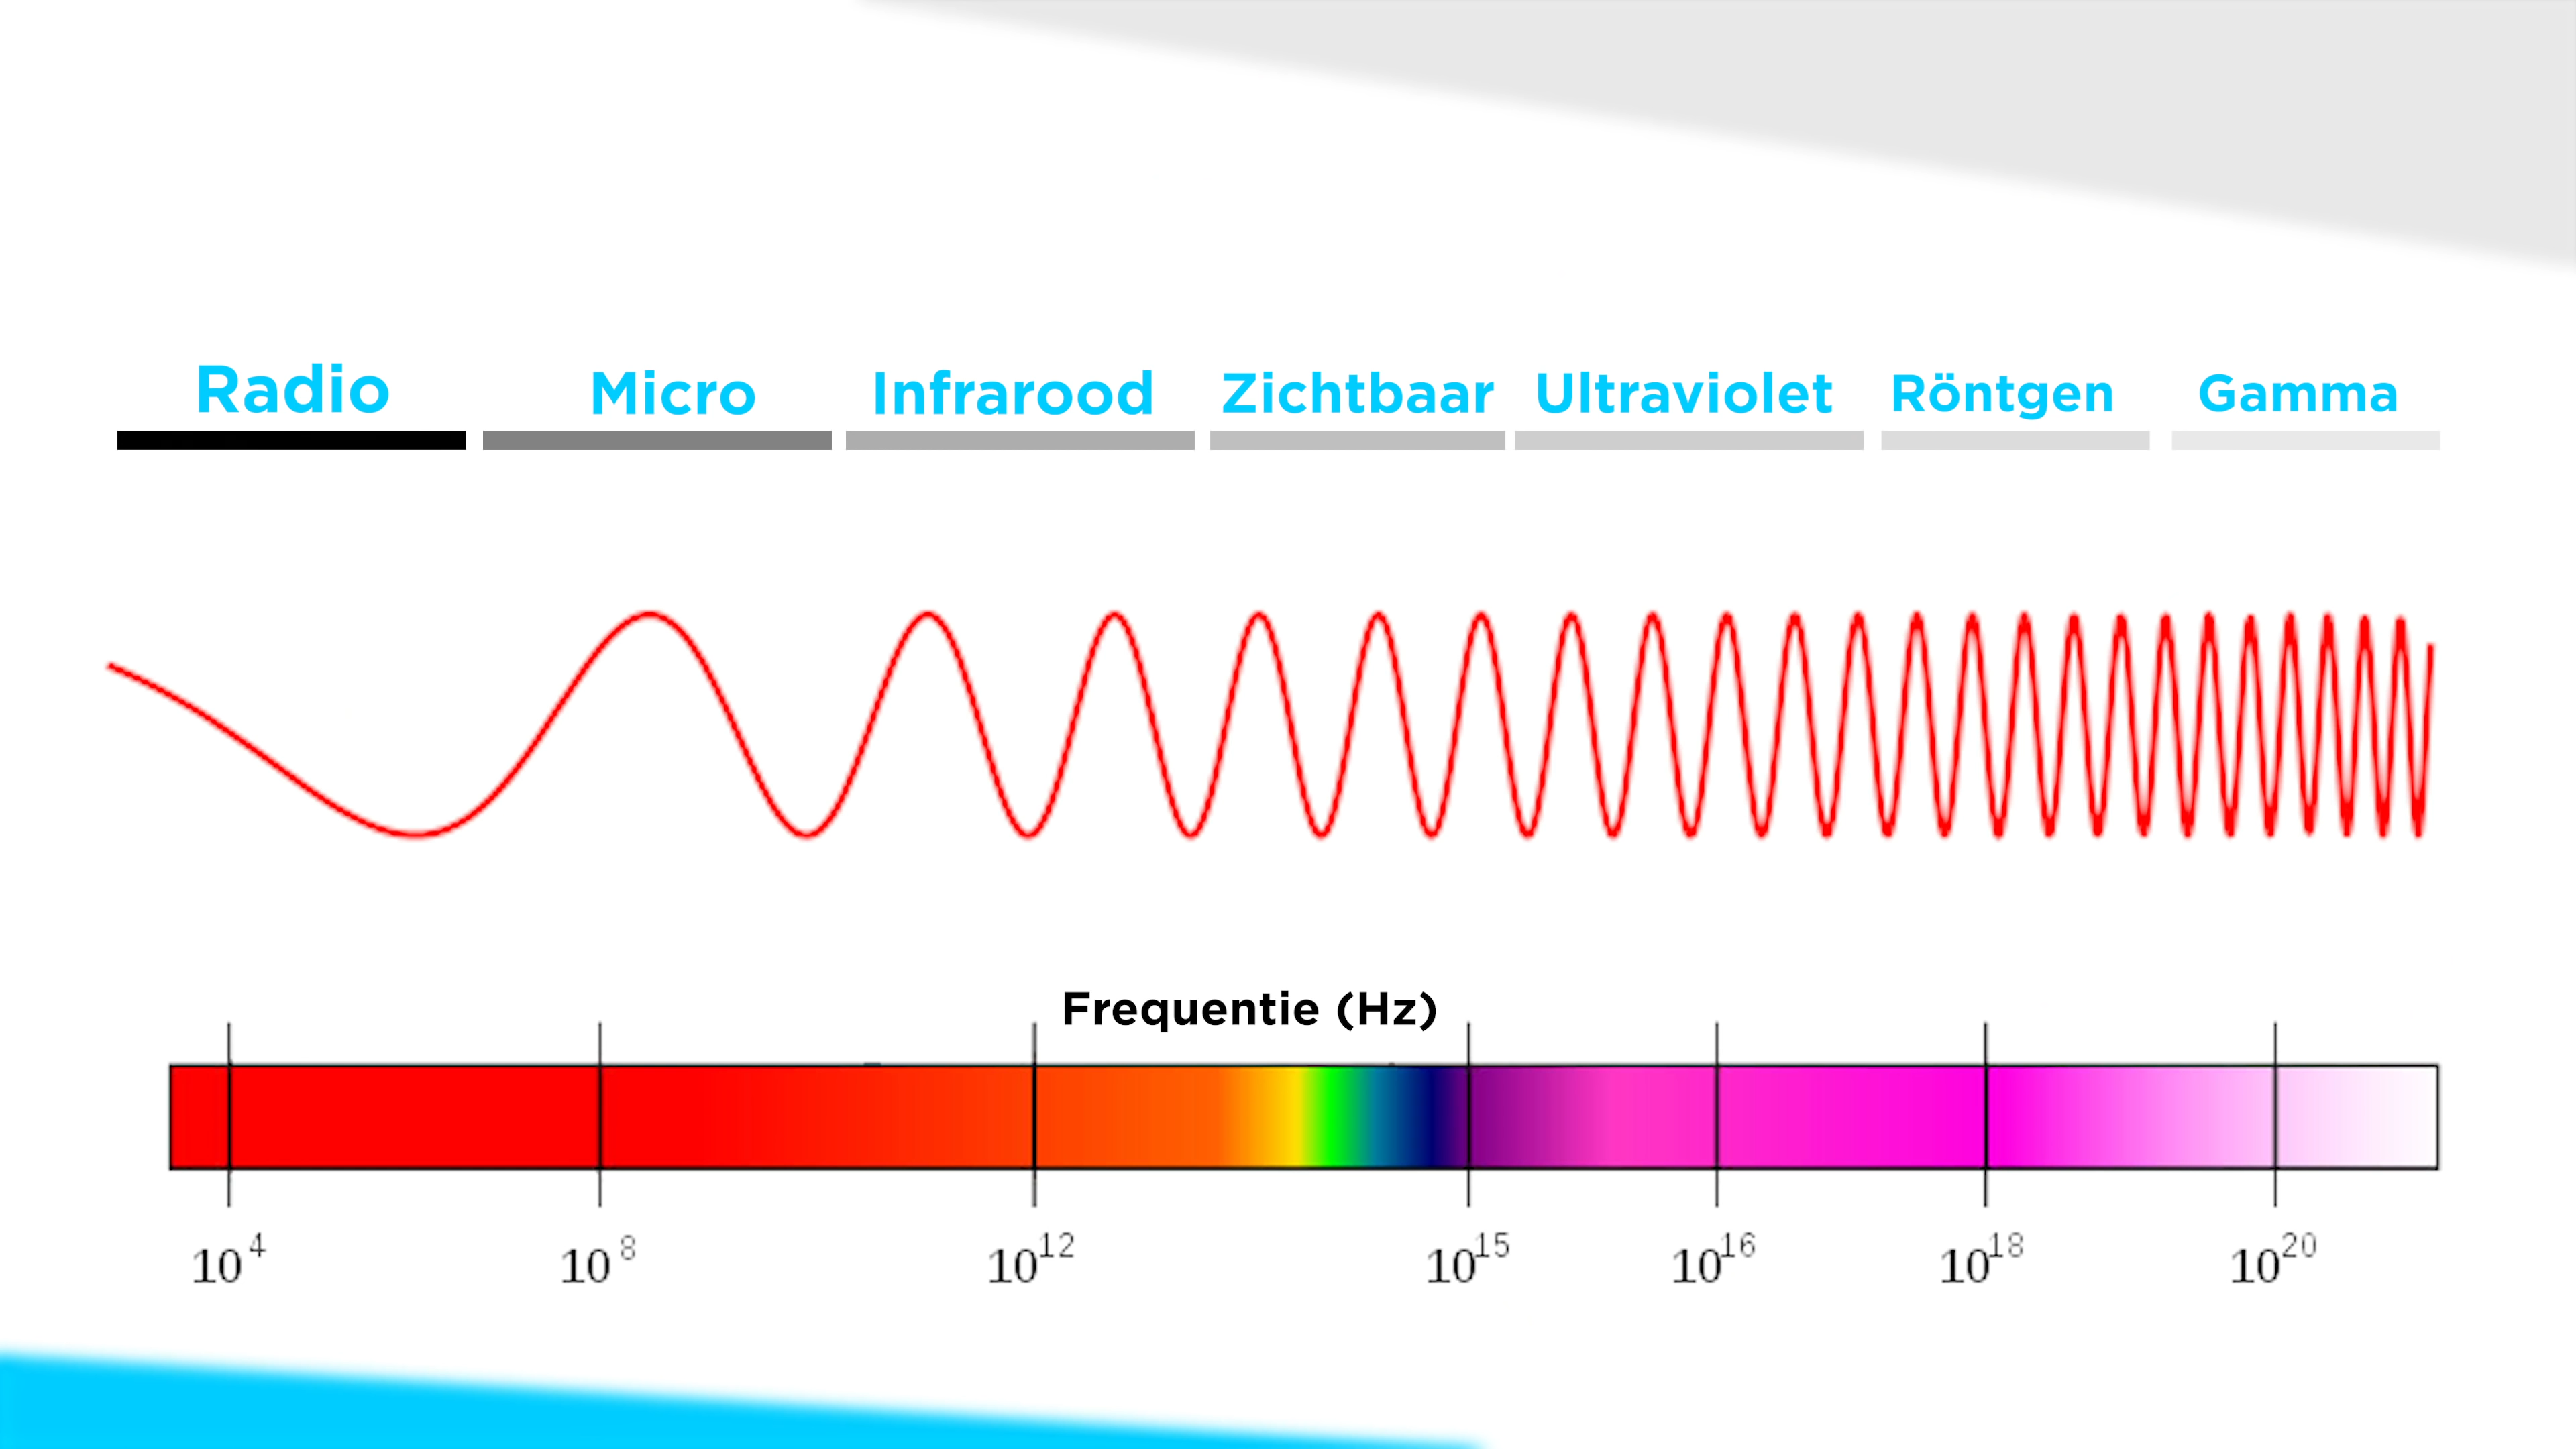 Radio Micro Infrarood Zichtbaar Ultraviolet Röntgen Gamma
Frequentie (Hz)
10⁴ 10⁸ 10¹² 10¹⁵ 10¹⁶ 10¹⁸ 10²⁰